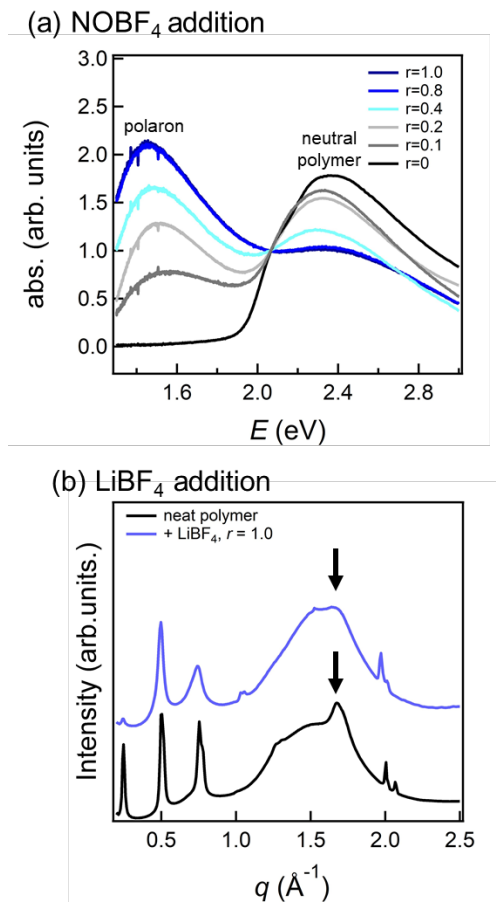 (a) NOBF₄ addition
3.0
2.5
2.0
1.5
1.0
0.5
0.0
abs. (arb. units)
polaron
neutral
polymer
r=1.0
r=0.8
r=0.4
r=0.2
r=0.1
r=0
1.6 2.0 2.4 2.8
E (eV)
(b) LiBF₄ addition
neat polymer
+ LiBF₄, r = 1.0
Intensity (arb.units.)
0.5 1.0 1.5 2.0 2.5
q (Å⁻¹)